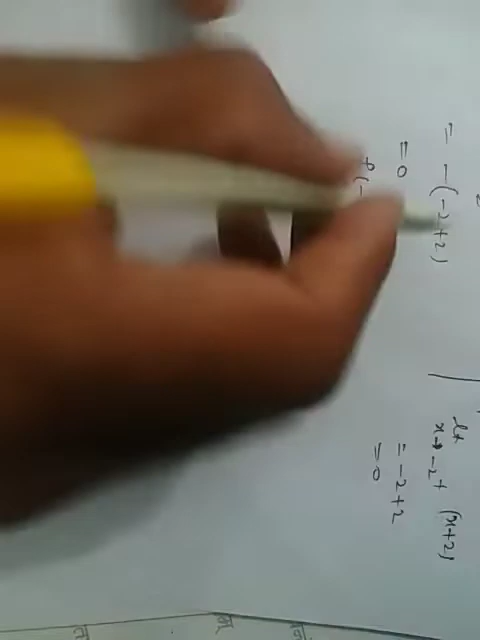 = -(-2+2)
= 0
f(-
lt
x→-2+ (x+2)
= -2+2
= 0